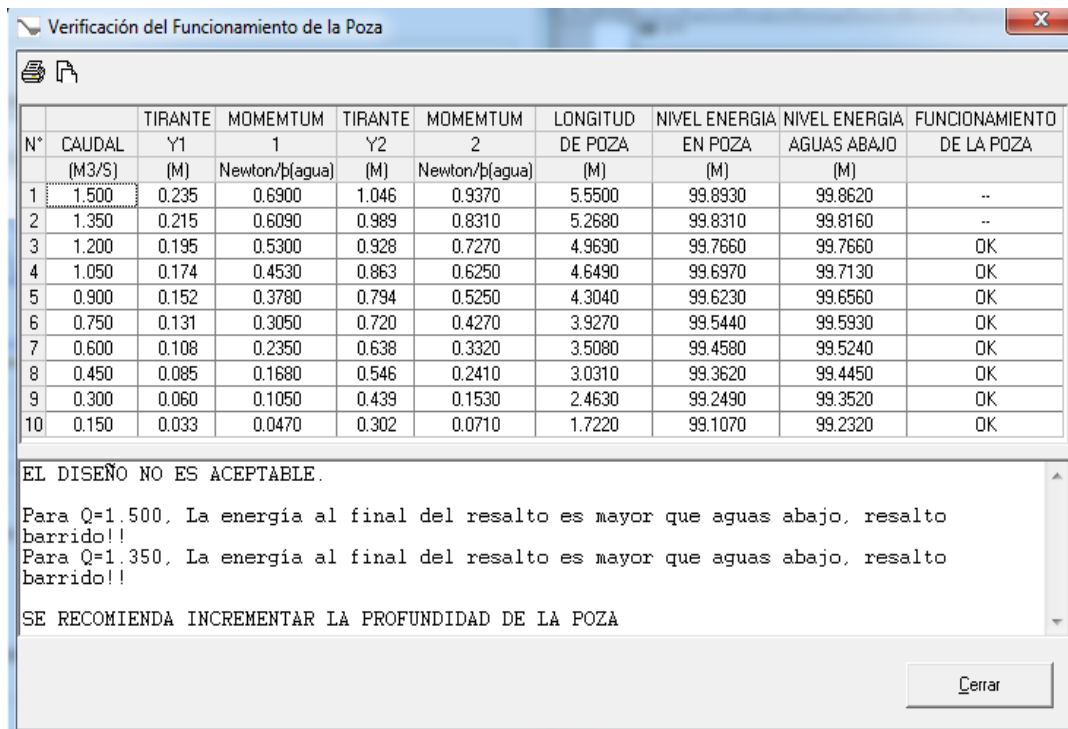 Verificación del Funcionamiento de la Poza
TIRANTE MOMEMTUM TIRANTE MOMEMTUM LONGITUD NIVEL ENERGIA NIVEL ENERGIA FUNCIONAMIENTO
N° CAUDAL Y1 1 Y2 2 DE POZA EN POZA AGUAS ABAJO DE LA POZA
(M3/S) (M) Newton/þ(agua) (M) Newton/þ(agua) (M) (M) (M)
1 1.500 0.235 0.6900 1.046 0.9370 5.5500 99.8930 99.8620 --
2 1.350 0.215 0.6090 0.989 0.8310 5.2680 99.8310 99.8160 --
3 1.200 0.195 0.5300 0.928 0.7270 4.9690 99.7660 99.7660 OK
4 1.050 0.174 0.4530 0.863 0.6250 4.6490 99.6970 99.7130 OK
5 0.900 0.152 0.3780 0.794 0.5250 4.3040 99.6230 99.6560 OK
6 0.750 0.131 0.3050 0.720 0.4270 3.9270 99.5440 99.5930 OK
7 0.600 0.108 0.2350 0.638 0.3320 3.5080 99.4580 99.5240 OK
8 0.450 0.085 0.1680 0.546 0.2410 3.0310 99.3620 99.4450 OK
9 0.300 0.060 0.1050 0.439 0.1530 2.4630 99.2490 99.3520 OK
10 0.150 0.033 0.0470 0.302 0.0710 1.7220 99.1070 99.2320 OK
EL DISEÑO NO ES ACEPTABLE.
Para Q=1.500, La energía al final del resalto es mayor que aguas abajo, resalto
barrido!!
Para Q=1.350, La energía al final del resalto es mayor que aguas abajo, resalto
barrido!!
SE RECOMIENDA INCREMENTAR LA PROFUNDIDAD DE LA POZA
Cerrar